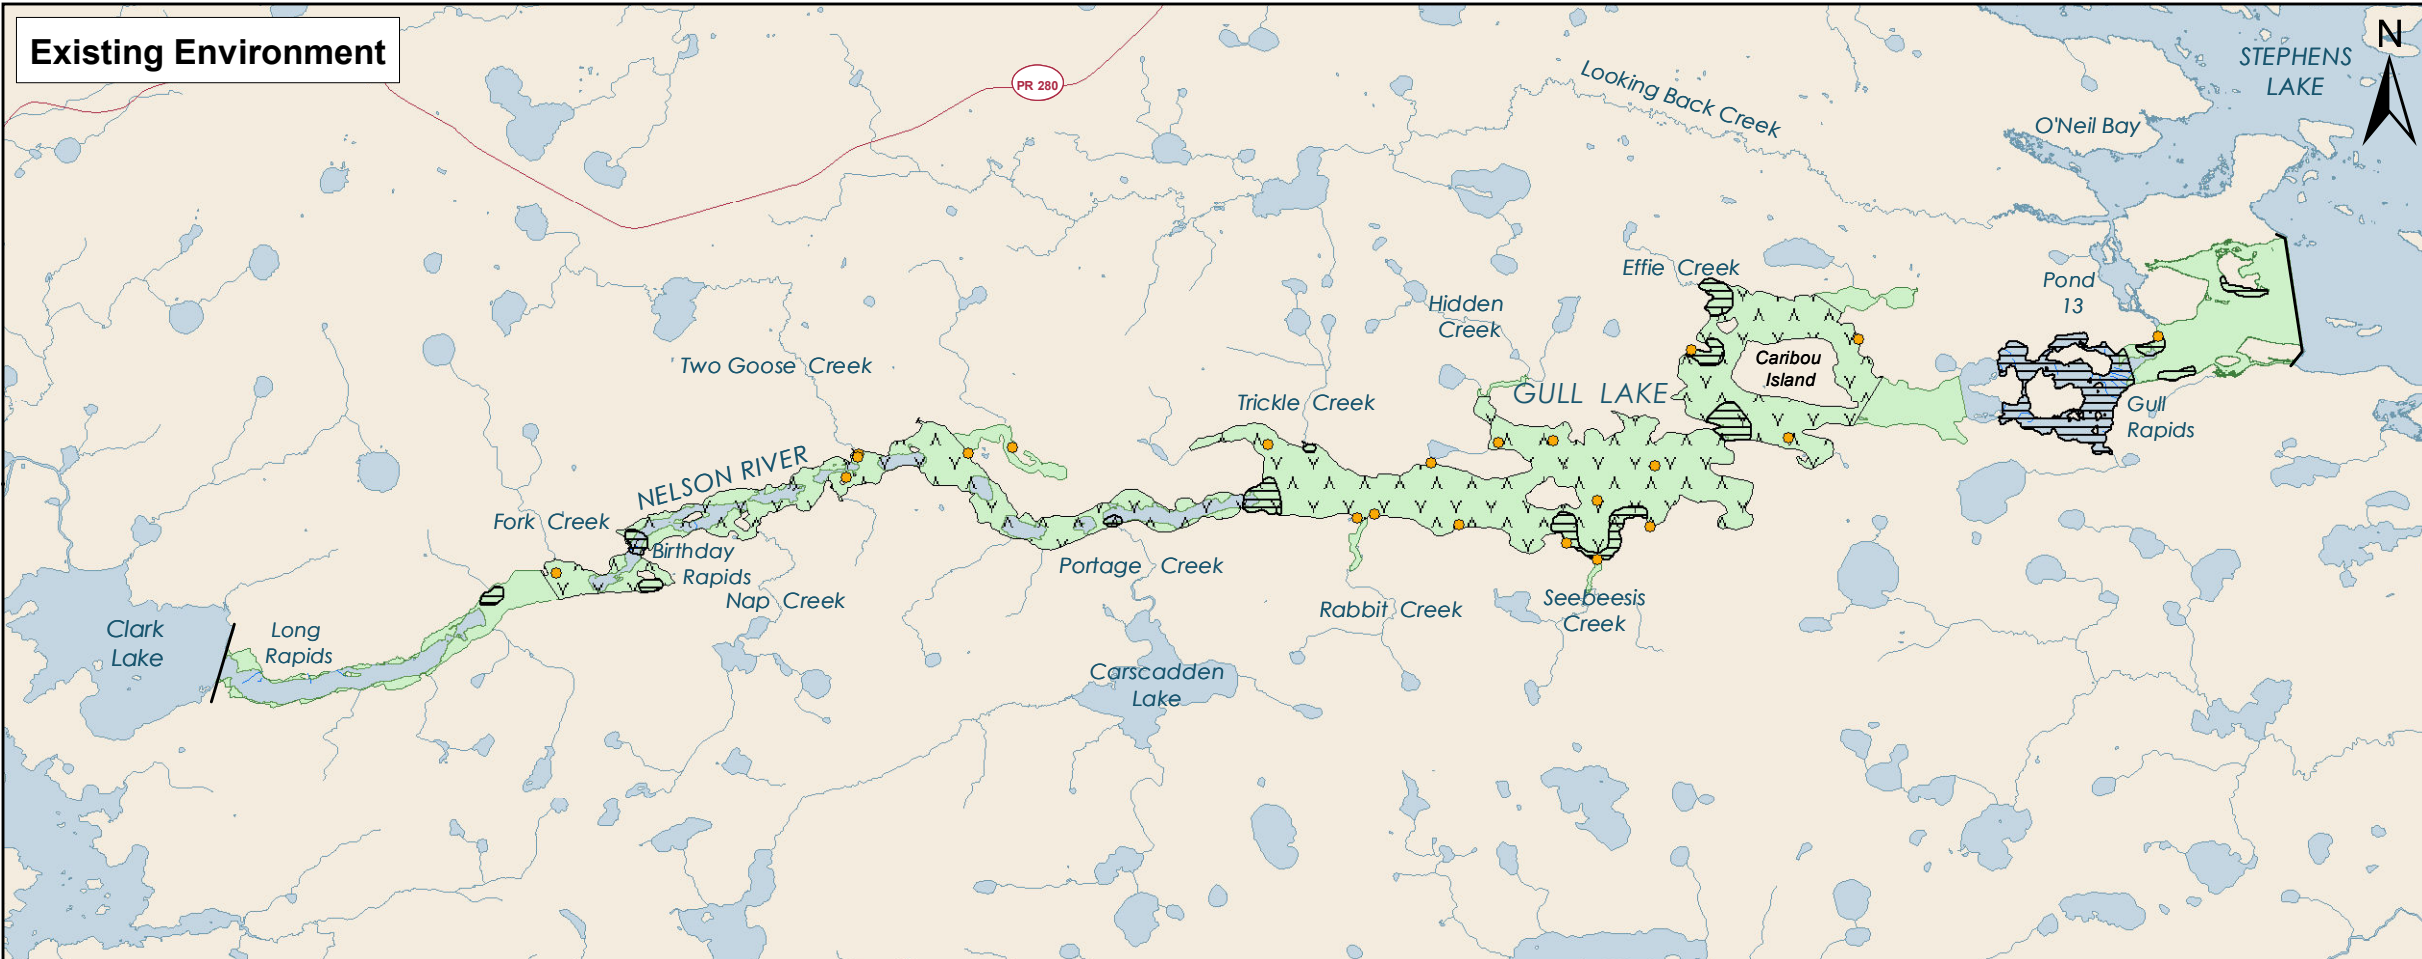 Existing Environment
N
STEPHENS
LAKE
PR 280
Looking Back Creek
O'Neil Bay
Effie Creek
Pond
13
Hidden
Creek
Two Goose Creek
Caribou
Island
GULL LAKE
Trickle Creek
Gull
Rapids
NELSON RIVER
Fork Creek
Birthday
Rapids
Portage Creek
Nap Creek
Rabbit Creek
Seebeesis
Creek
Clark
Lake
Long
Rapids
Carscadden
Lake